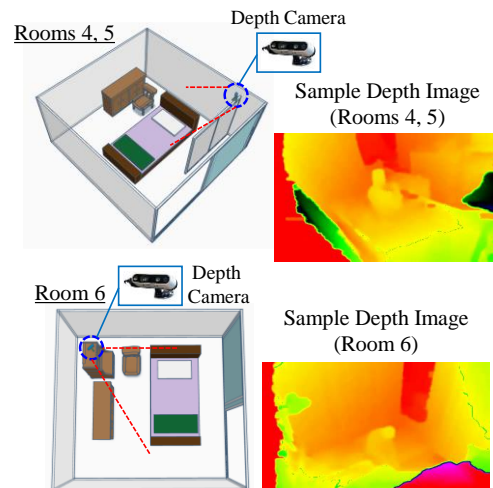 Depth Camera
Rooms 4, 5
Sample Depth Image
(Rooms 4, 5)
Room 6
Depth
Camera
Sample Depth Image
(Room 6)